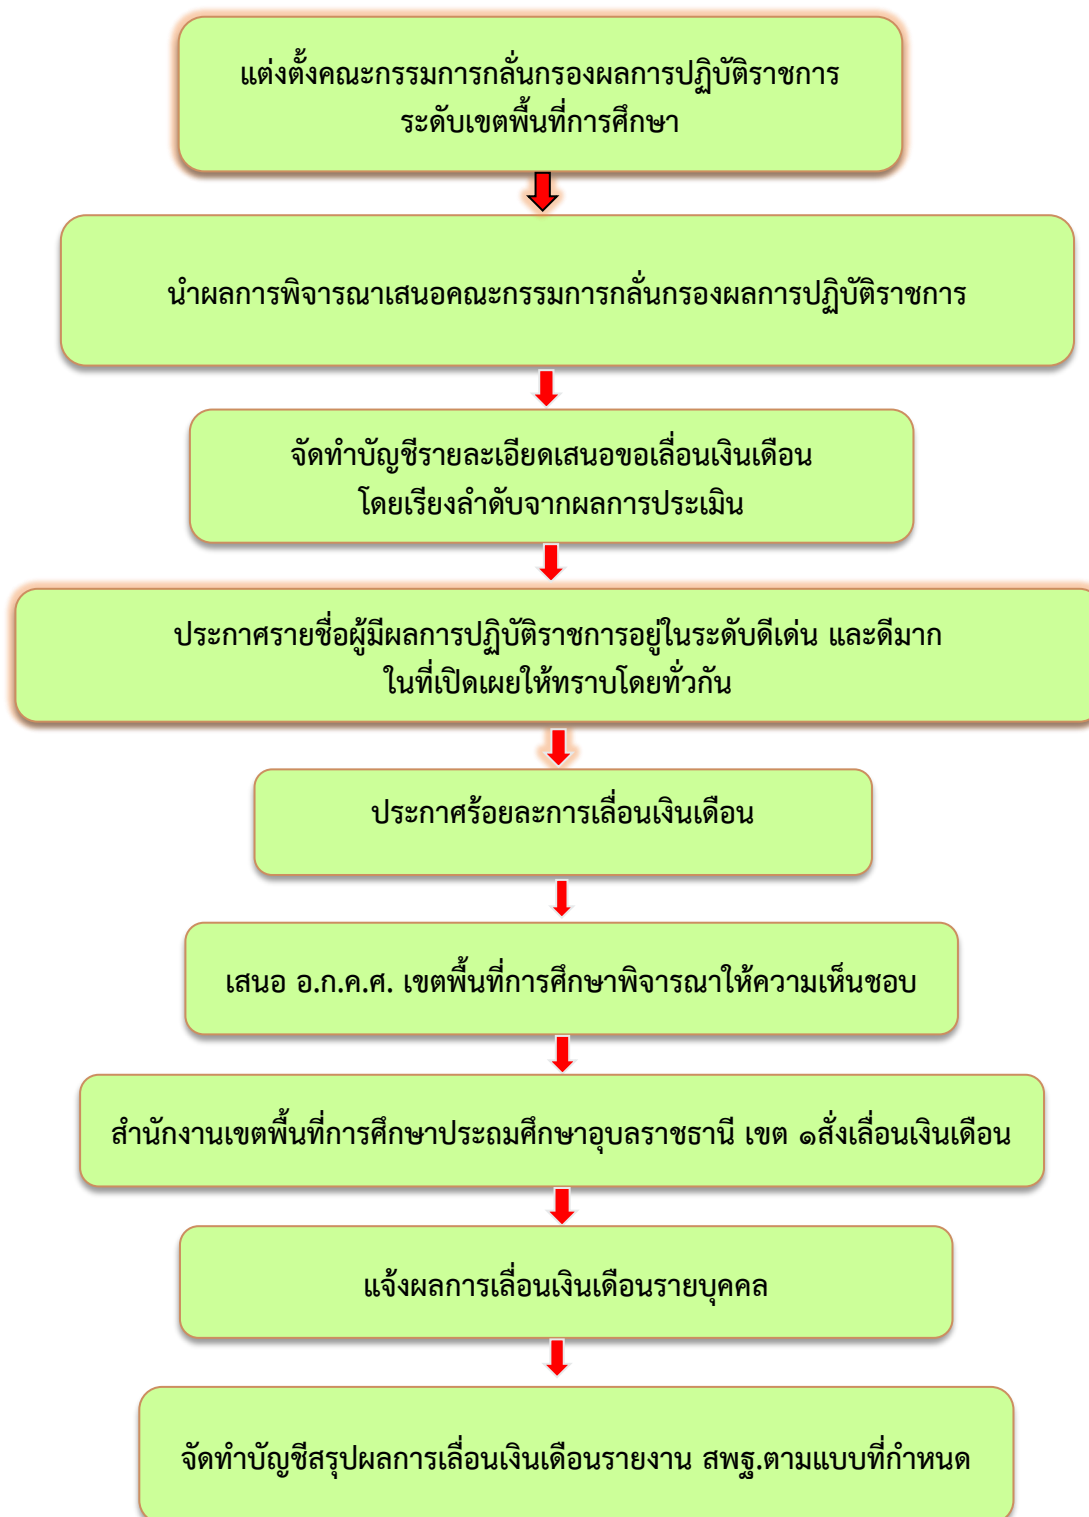 แต่งตั้งคณะกรรมการกลั่นกรองผลการปฏิบัติราชการ
ระดับเขตพื้นที่การศึกษา
นำผลการพิจารณาเสนอคณะกรรมการกลั่นกรองผลการปฏิบัติราชการ
จัดทำบัญชีรายละเอียดเสนอขอเลื่อนเงินเดือน
โดยเรียงลำดับจากผลการประเมิน
ประกาศรายชื่อผู้มีผลการปฏิบัติราชการอยู่ในระดับดีเด่น และดีมาก
ในที่เปิดเผยให้ทราบโดยทั่วกัน
ประกาศร้อยละการเลื่อนเงินเดือน
เสนอ อ.ก.ค.ศ. เขตพื้นที่การศึกษาพิจารณาให้ความเห็นชอบ
สำนักงานเขตพื้นที่การศึกษาประถมศึกษาอุบลราชธานี เขต ๑สั่งเลื่อนเงินเดือน
แจ้งผลการเลื่อนเงินเดือนรายบุคคล
จัดทำบัญชีสรุปผลการเลื่อนเงินเดือนรายงาน สพฐ.ตามแบบที่กำหนด